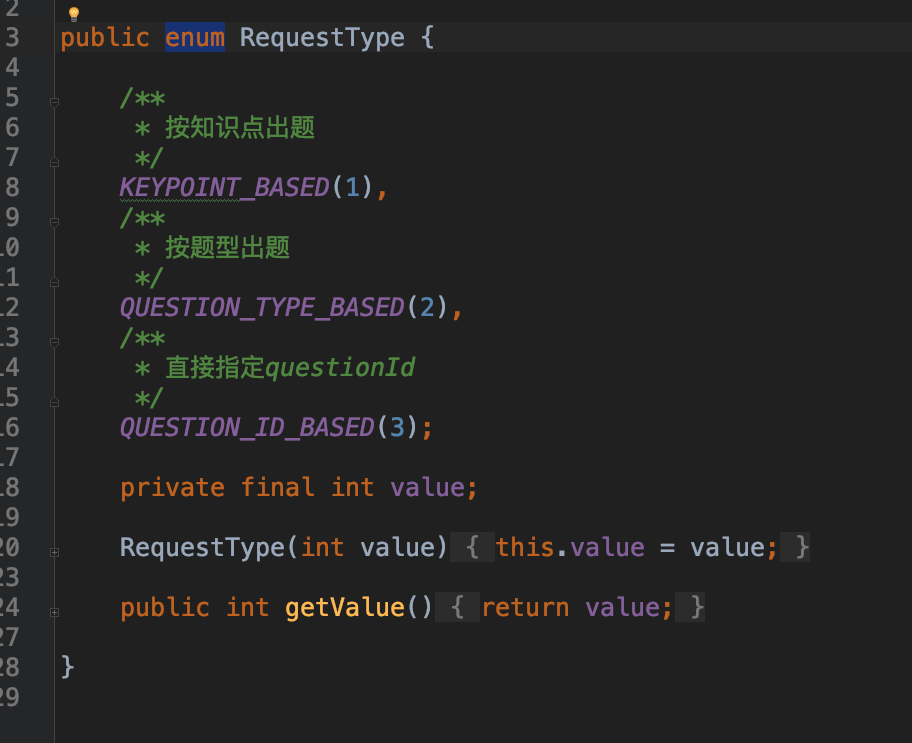 2
3 public enum RequestType {
4
5 /**
6 * 按知识点出题
7 */
8 KEYPOINT_BASED(1),
9 /**
10 * 按题型出题
11 */
12 QUESTION_TYPE_BASED(2),
13 /**
14 * 直接指定questionId
15 */
16 QUESTION_ID_BASED(3);
17
18 private final int value;
19
20 RequestType(int value) { this.value = value; }
23
24 public int getValue() { return value; }
27
28 }
29